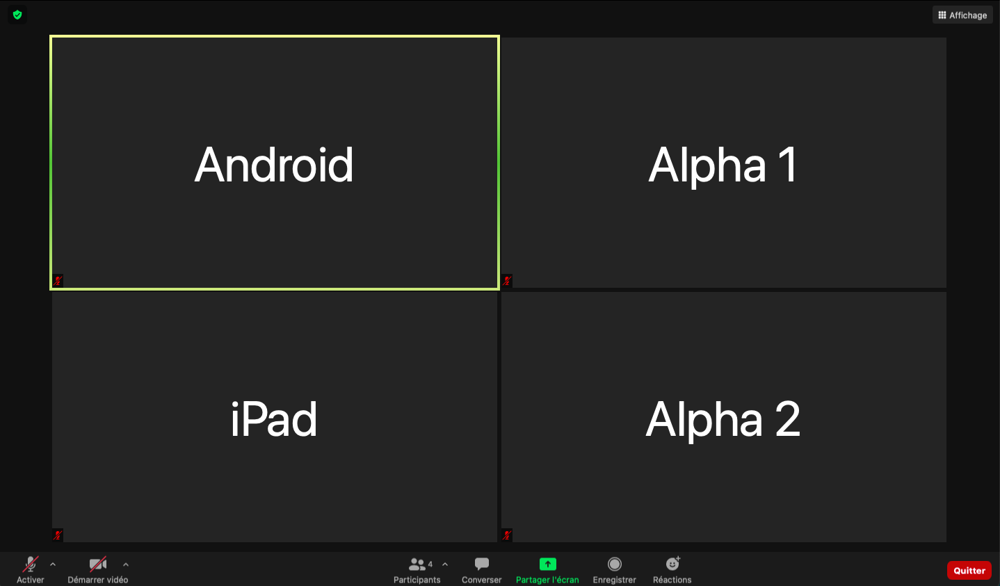 Affichage
Android
Alpha 1
iPad
Alpha 2
4
Activer
Démarrer vidéo
Participants
Converser
Partager l'écran
Enregistrer
Réactions
Quitter